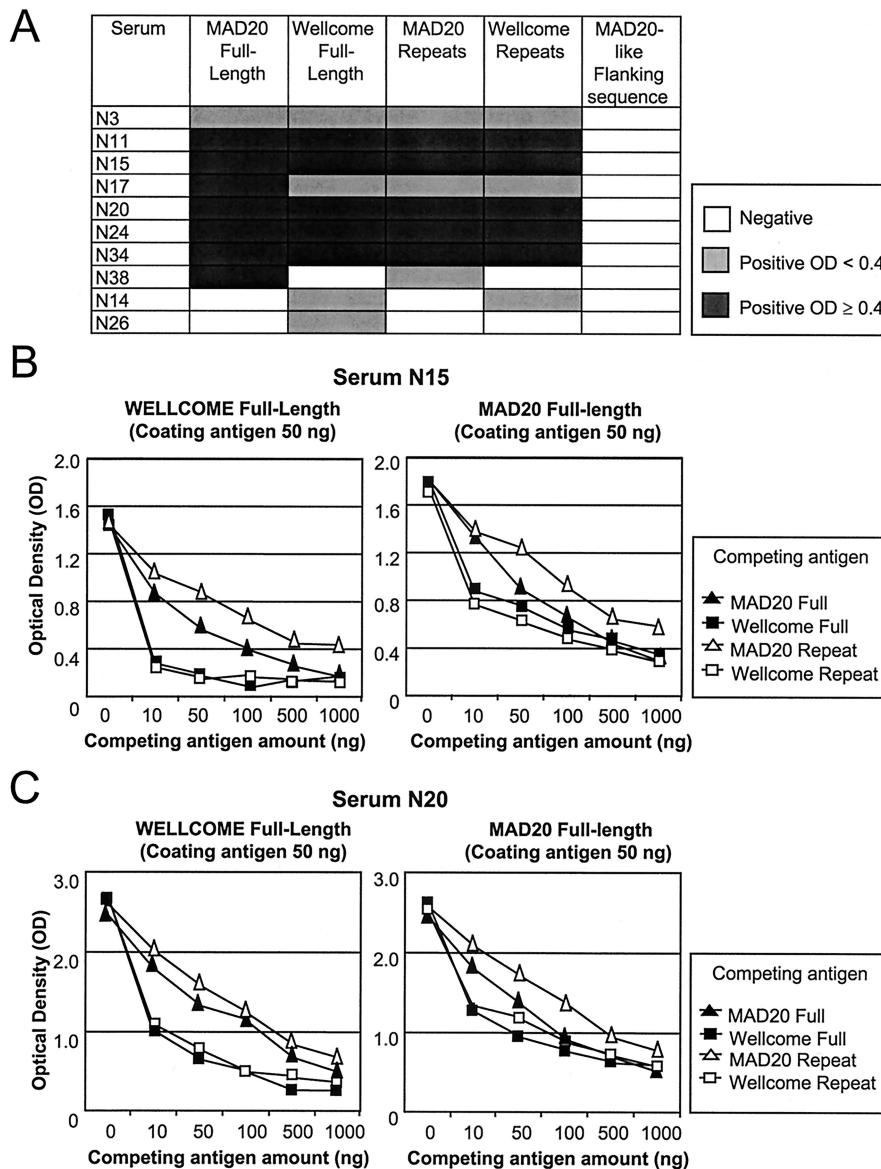 A
Serum
MAD20 Full-Length
Wellcome Full-Length
MAD20 Repeats
Wellcome Repeats
MAD20-like Flanking sequence
N3
N11
N15
N17
N20
N24
N34
N38
N14
N26
Negative
Positive OD < 0.4
Positive OD ≥ 0.4
B
Serum N15
WELLCOME Full-Length
(Coating antigen 50 ng)
MAD20 Full-length
(Coating antigen 50 ng)
Optical Density (OD)
2.0
1.6
1.2
0.8
0.4
0
0 10 50 100 500 1000
Competing antigen amount (ng)
2.0
1.6
1.2
0.8
0.4
0
0 10 50 100 500 1000
Competing antigen amount (ng)
Competing antigen
MAD20 Full
Wellcome Full
MAD20 Repeat
Wellcome Repeat
C
Serum N20
WELLCOME Full-Length
(Coating antigen 50 ng)
MAD20 Full-length
(Coating antigen 50 ng)
Optical Density (OD)
3.0
2.0
1.0
0
0 10 50 100 500 1000
Competing antigen amount (ng)
3.0
2.0
1.0
0
0 10 50 100 500 1000
Competing antigen amount (ng)
Competing antigen
MAD20 Full
Wellcome Full
MAD20 Repeat
Wellcome Repeat